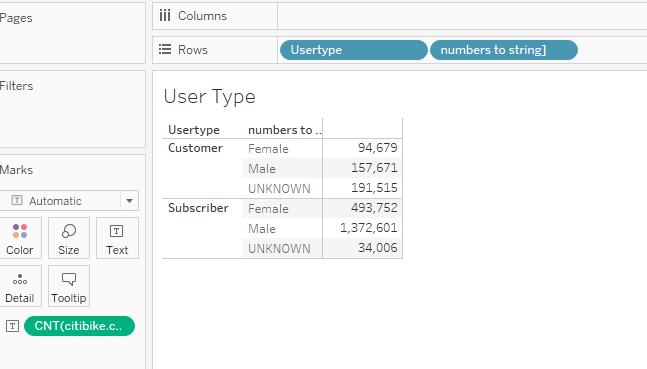 Pages
Columns
Rows
Usertype
numbers to string]
Filters
User Type
Usertype numbers to ..
Customer Female 94,679
Male 157,671
UNKNOWN 191,515
Subscriber Female 493,752
Male 1,372,601
UNKNOWN 34,006
Marks
Automatic
Color Size Text
Detail Tooltip
CNT(citibike.c..